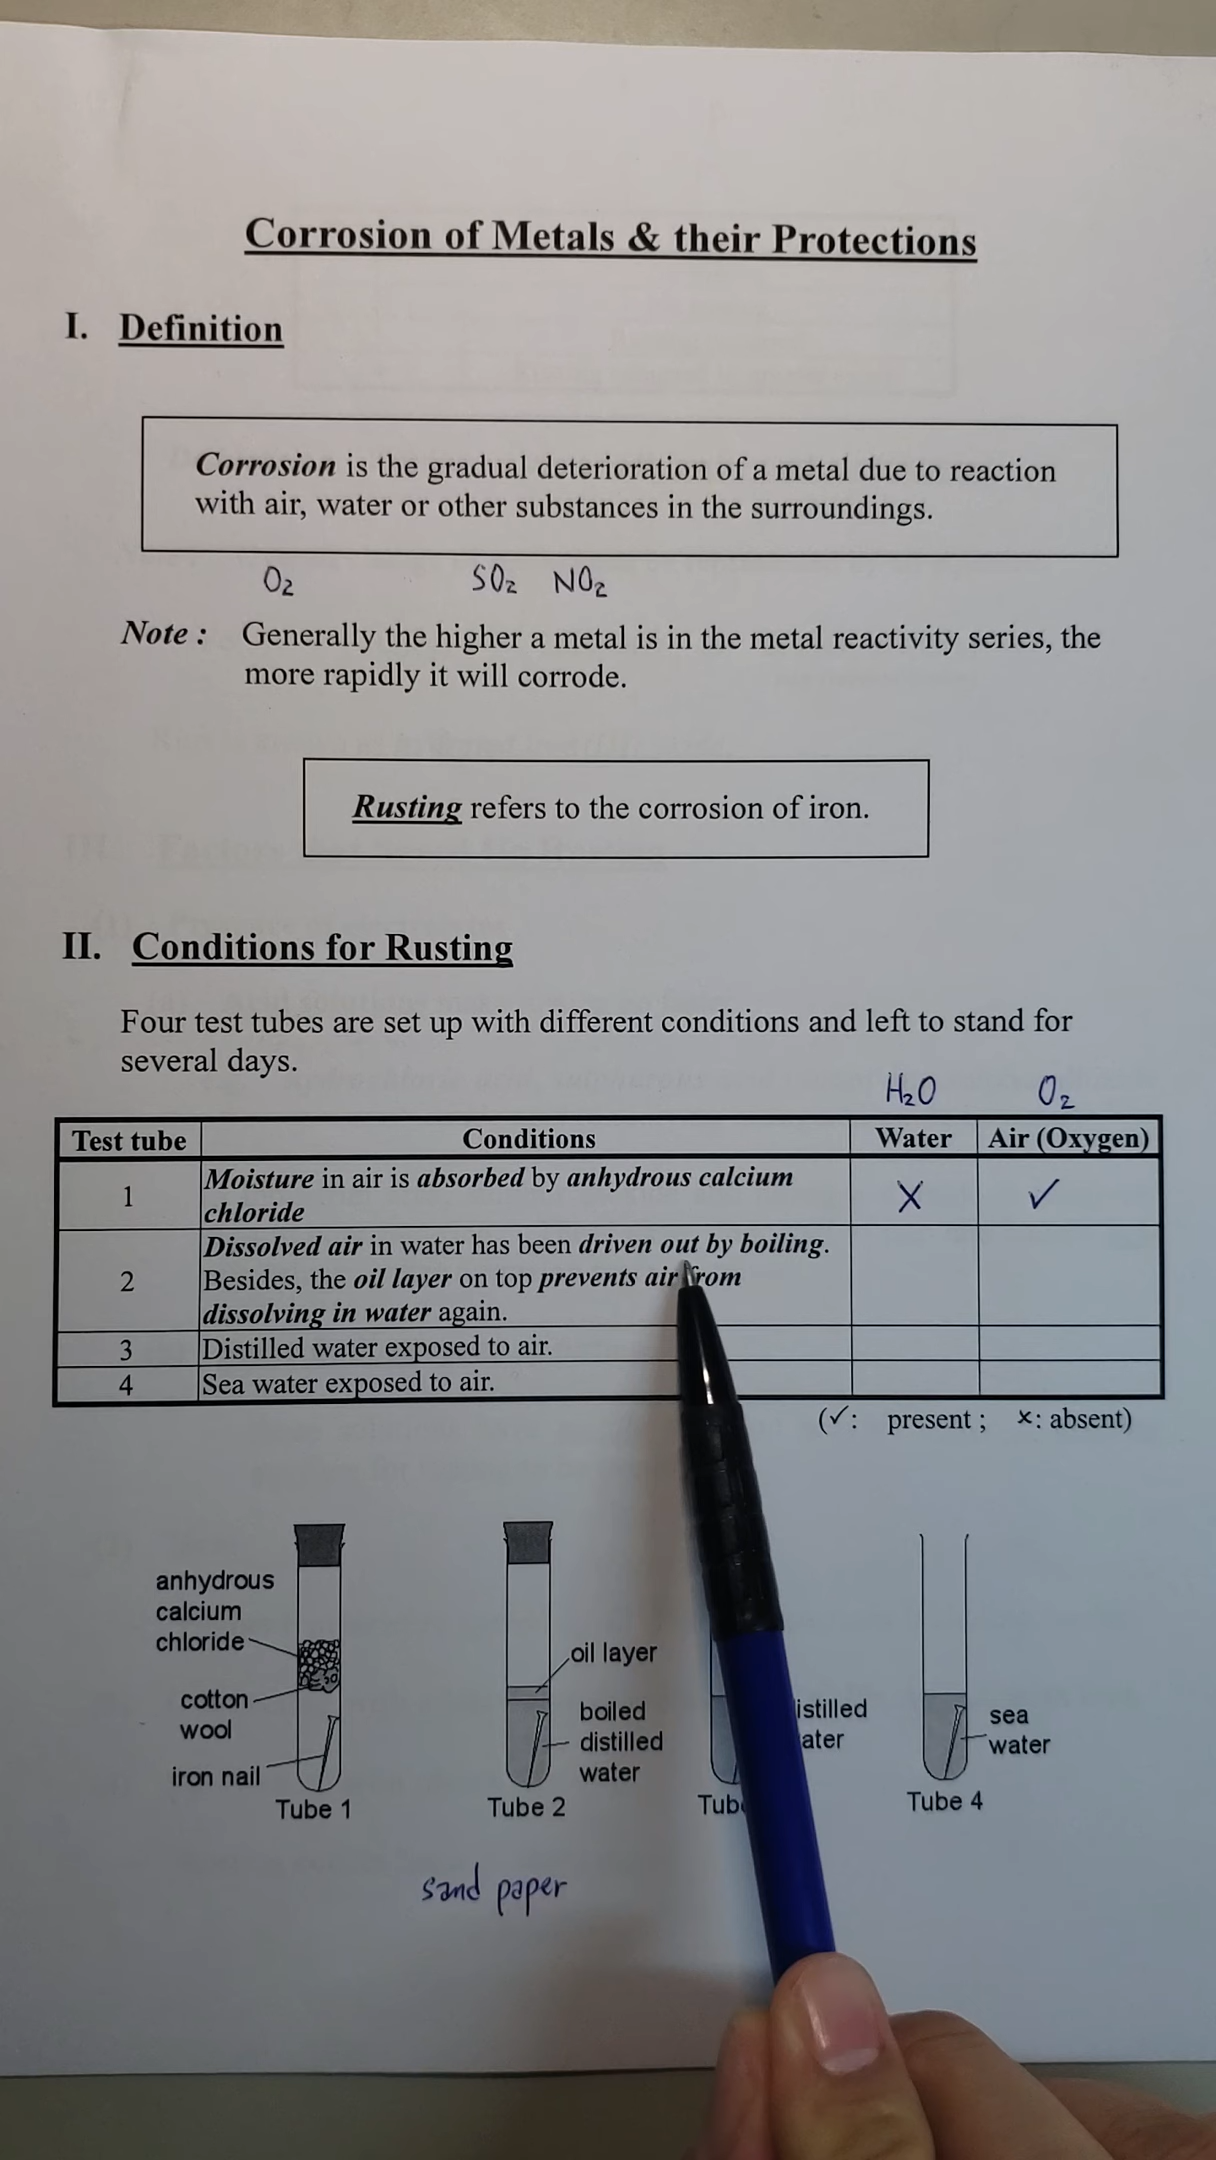 Corrosion of Metals & their Protections
I. Definition
Corrosion is the gradual deterioration of a metal due to reaction
with air, water or other substances in the surroundings.
O₂ SO₂ NO₂
Note : Generally the higher a metal is in the metal reactivity series, the
more rapidly it will corrode.
Rusting refers to the corrosion of iron.
II. Conditions for Rusting
Four test tubes are set up with different conditions and left to stand for
several days.
H₂O O₂
Test tube Conditions Water Air (Oxygen)
1 Moisture in air is absorbed by anhydrous calcium
chloride X ✓
Dissolved air in water has been driven out by boiling.
2 Besides, the oil layer on top prevents air from
dissolving in water again.
3 Distilled water exposed to air.
4 Sea water exposed to air.
(✓: present ; ×: absent)
anhydrous
calcium
chloride
cotton
wool
iron nail
Tube 1
oil layer
boiled
distilled
water
Tube 2
istilled
ater
Tub
sea
water
Tube 4
sand paper